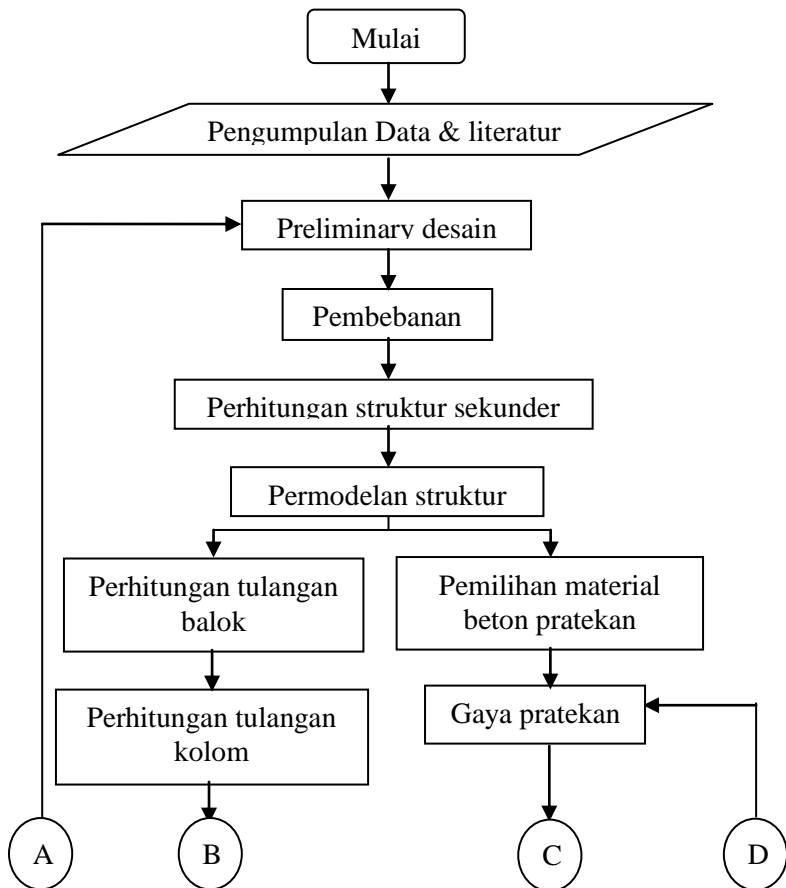 Mulai
Pengumpulan Data & literatur
Preliminary desain
Pembebanan
Perhitungan struktur sekunder
Permodelan struktur
Perhitungan tulangan
balok
Pemilihan material
beton pratekan
Perhitungan tulangan
kolom
Gaya pratekan
A
B
C
D